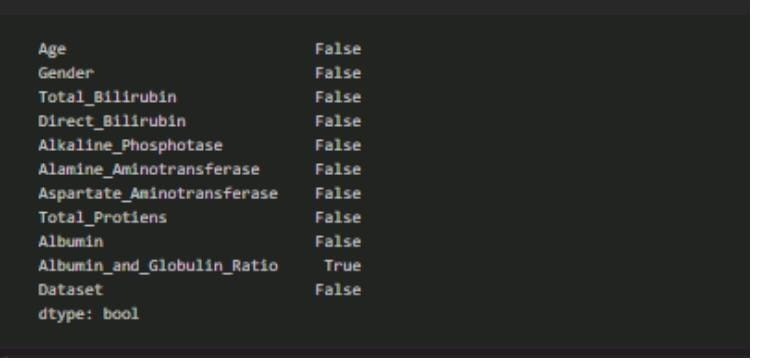 Age False
Gender False
Total_Bilirubin False
Direct_Bilirubin False
Alkaline_Phosphotase False
Alamine_Aminotransferase False
Aspartate_Aminotransferase False
Total_Protiens False
Albumin False
Albumin_and_Globulin_Ratio True
Dataset False
dtype: bool